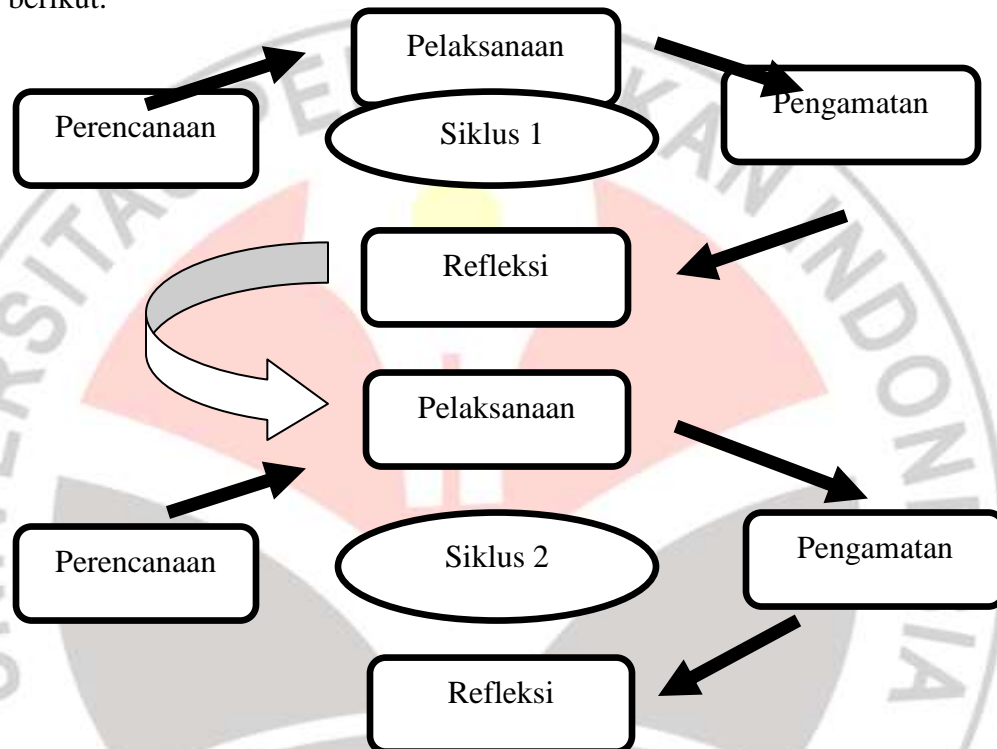 berikut:
Pelaksanaan
Perencanaan
Pengamatan
Siklus 1
Refleksi
Pelaksanaan
Perencanaan
Siklus 2
Pengamatan
Refleksi